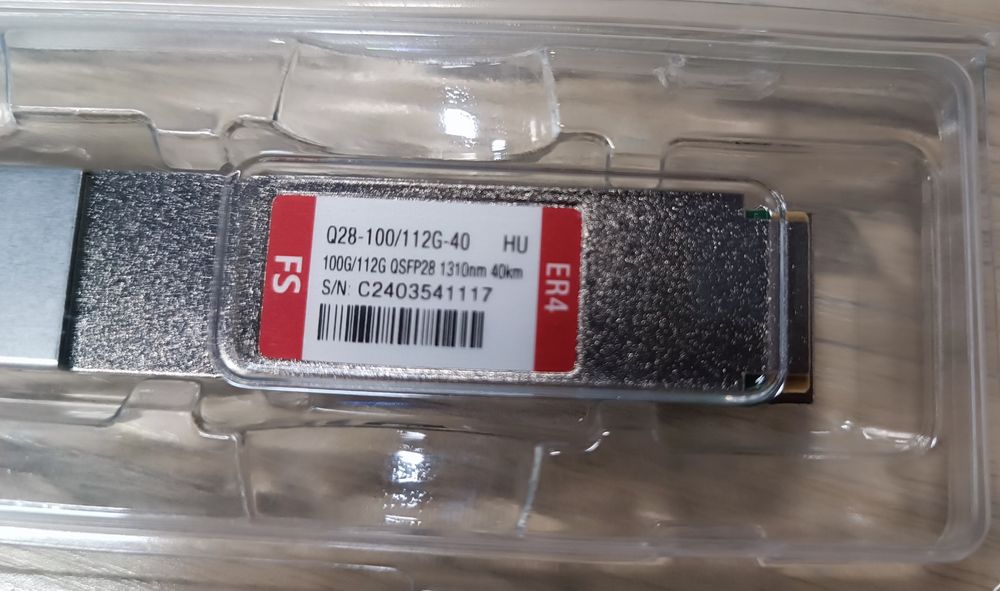 FS
Q28-100/112G-40 HU
100G/112G QSFP28 1310nm 40km
S/N: C2403541117
ER4